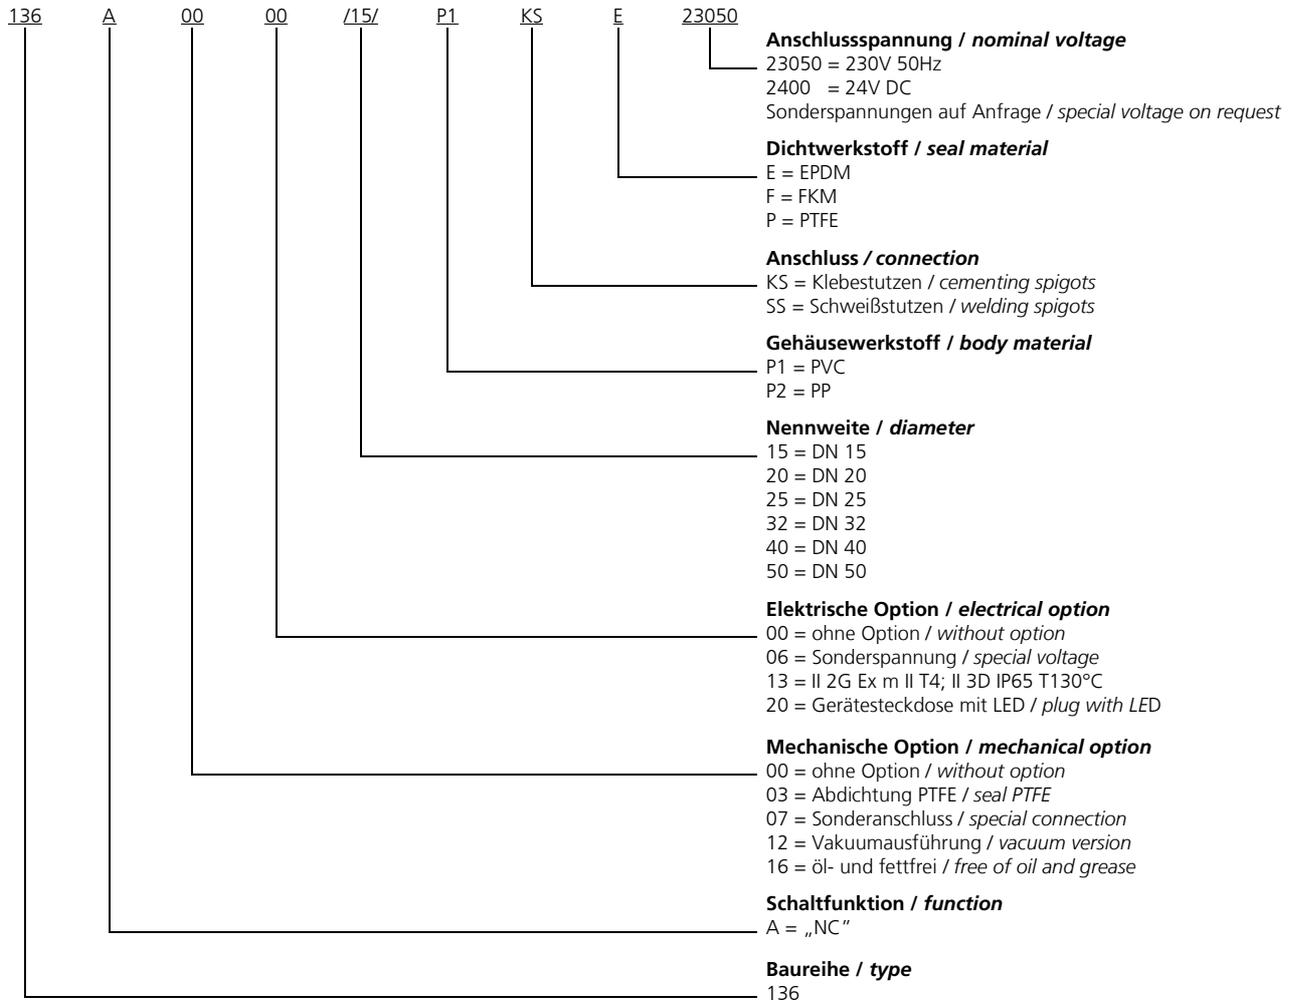 136 A 00 00 /15/ P1 KS E 23050
Anschlussspannung / nominal voltage
23050 = 230V 50Hz
2400 = 24V DC
Sonderspannungen auf Anfrage / special voltage on request
Dichtwerkstoff / seal material
E = EPDM
F = FKM
P = PTFE
Anschluss / connection
KS = Klebestutzen / cementing spigots
SS = Schweißstutzen / welding spigots
Gehäusewerkstoff / body material
P1 = PVC
P2 = PP
Nennweite / diameter
15 = DN 15
20 = DN 20
25 = DN 25
32 = DN 32
40 = DN 40
50 = DN 50
Elektrische Option / electrical option
00 = ohne Option / without option
06 = Sonderspannung / special voltage
13 = II 2G Ex m II T4; II 3D IP65 T130°C
20 = Gerätesteckdose mit LED / plug with LED
Mechanische Option / mechanical option
00 = ohne Option / without option
03 = Abdichtung PTFE / seal PTFE
07 = Sonderanschluss / special connection
12 = Vakuumausführung / vacuum version
16 = öl- und fettfrei / free of oil and grease
Schaltfunktion / function
A = „NC“
Baureihe / type
136